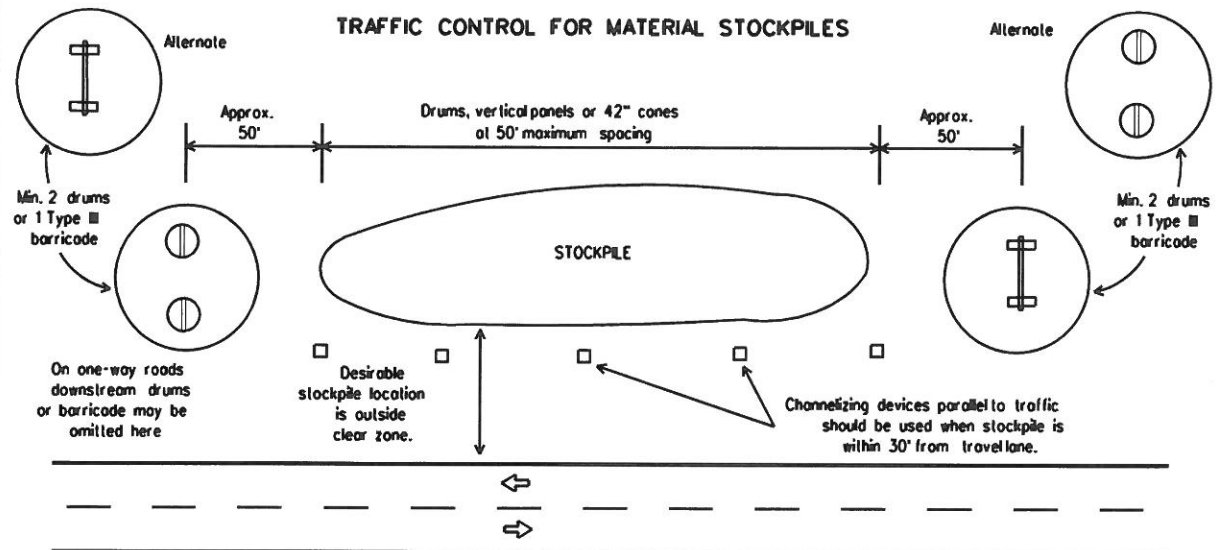 TRAFFIC CONTROL FOR MATERIAL STOCKPILES
Alternate
Alternate
Approx.
50'
Drums, vertical panels or 42" cones
at 50' maximum spacing
Approx.
50'
Min. 2 drums
or 1 Type III
barricade
Min. 2 drums
or 1 Type III
barricade
STOCKPILE
On one-way roads
downstream drums
or barricade may be
omitted here
Desirable
stockpile location
is outside
clear zone.
Channelizing devices parallel to traffic
should be used when stockpile is
within 30' from travel lane.